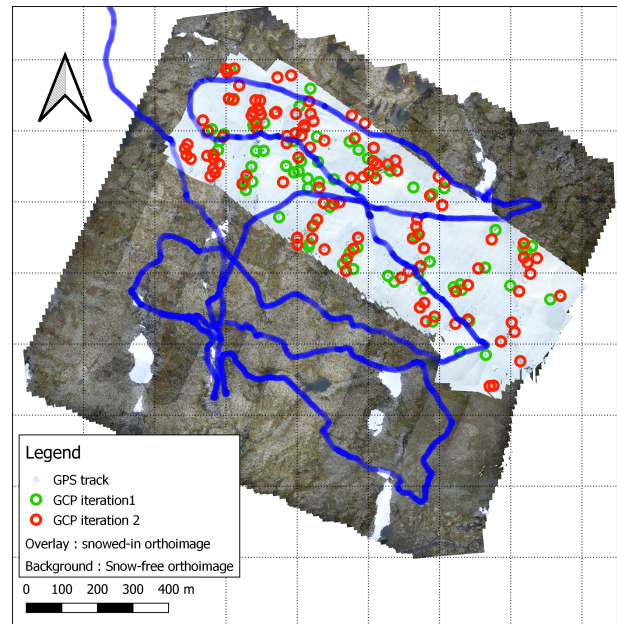 Legend
GPS track
GCP iteration1
GCP iteration 2
Overlay : snowed-in orthoimage
Background : Snow-free orthoimage
0 100 200 300 400 m